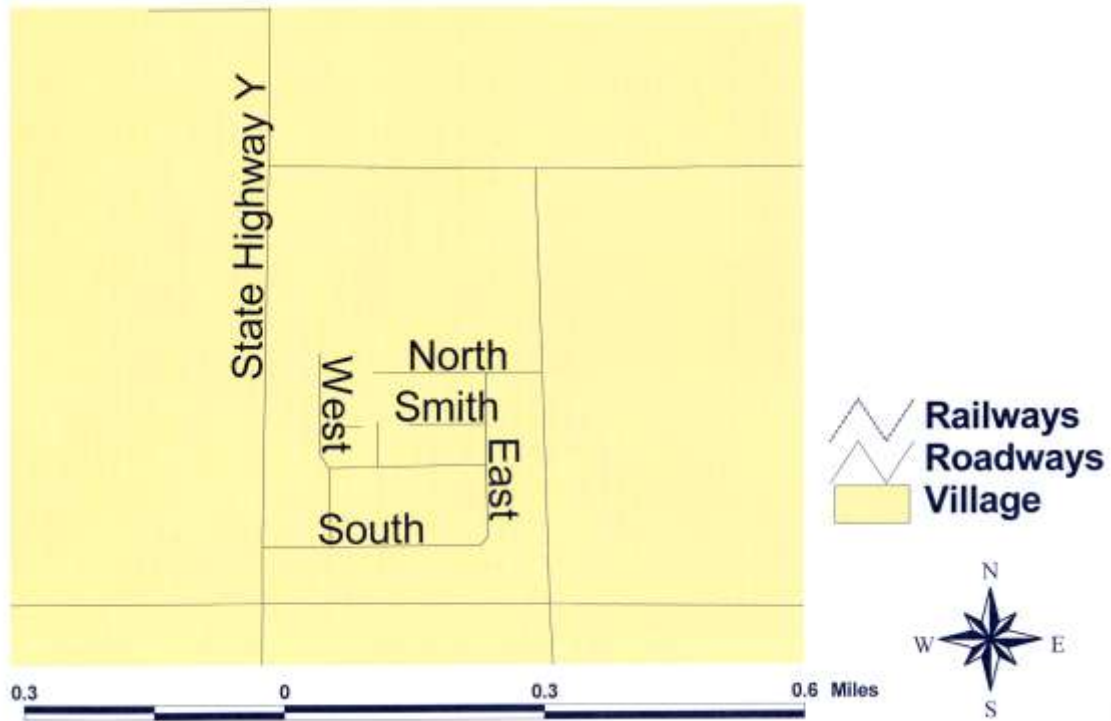 State Highway Y
North
West
Smith
East
South
Railways
Roadways
Village
N
W
E
S
0.3 0 0.3 0.6 Miles